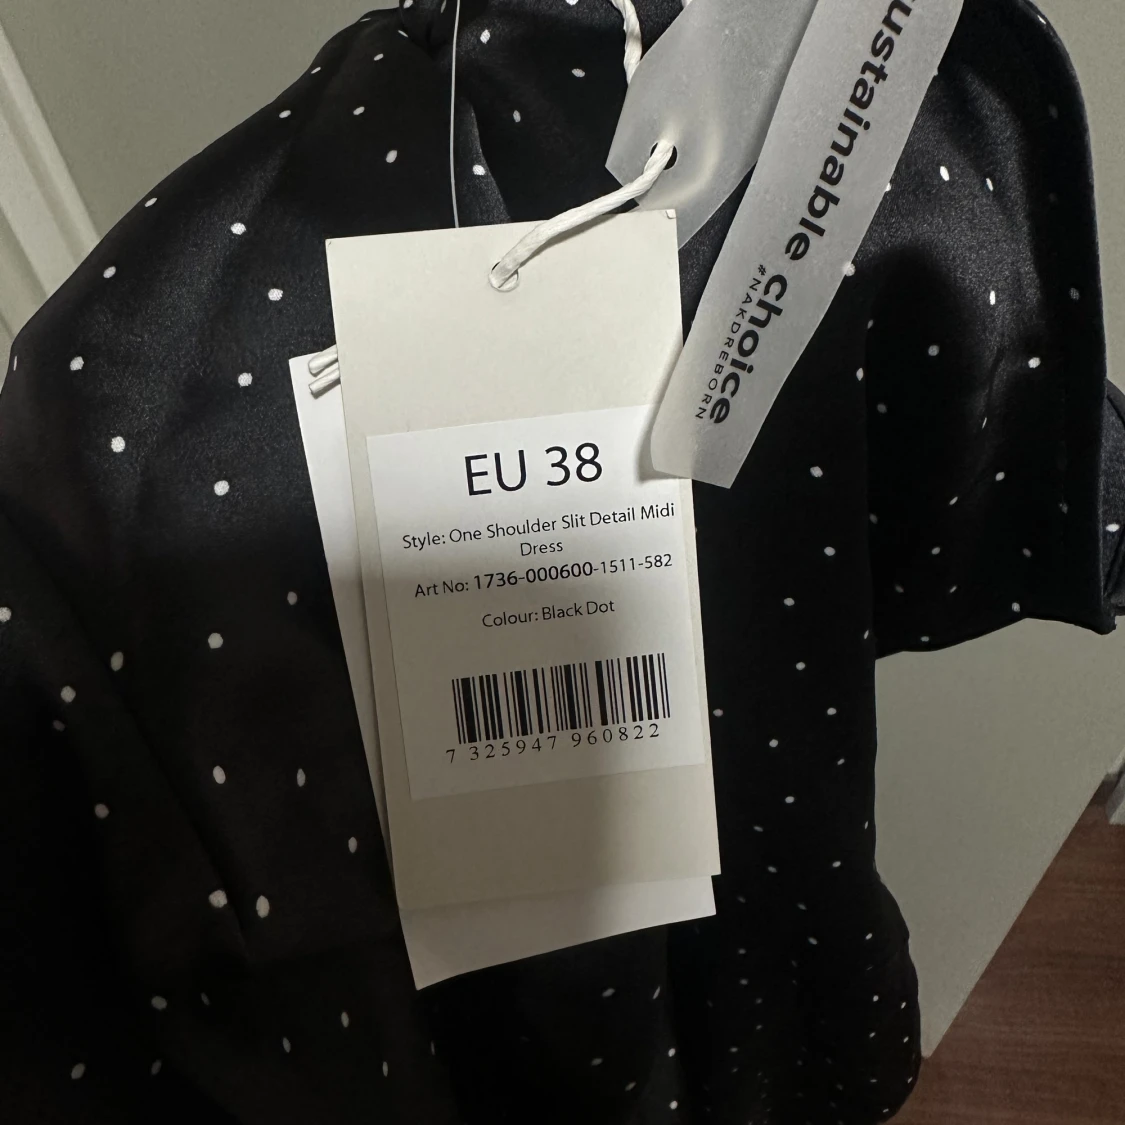 EU 38
Style: One Shoulder Slit Detail Midi
Dress
Art No: 1736-000600-1511-582
Colour: Black Dot
7 325947 960822
ustainable choice
#NAKDREBORN